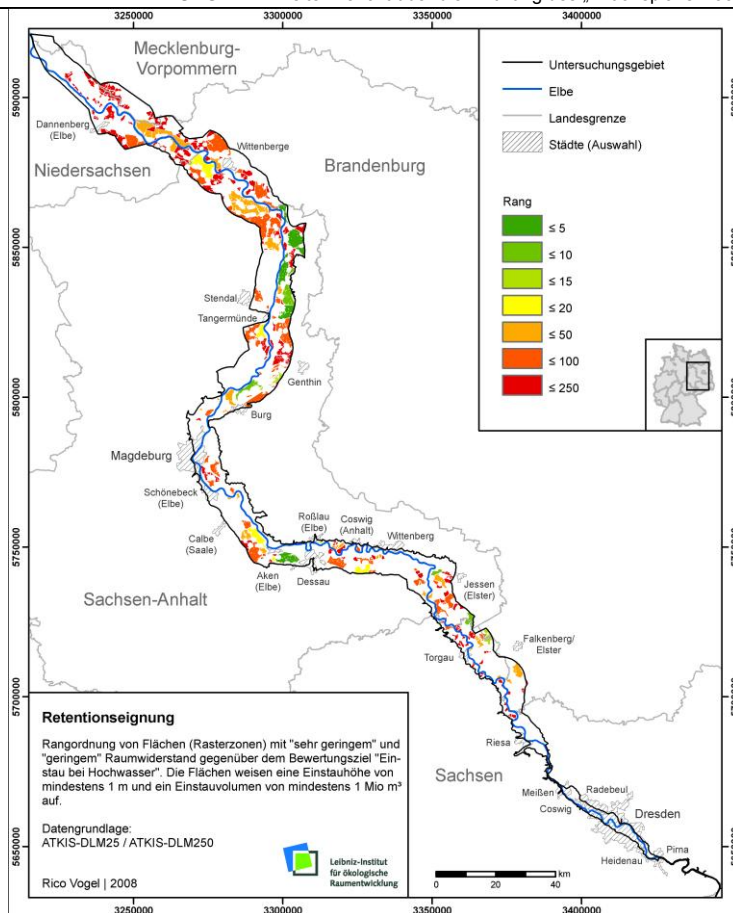 3250000 3300000 3350000 3400000
Mecklenburg-
Vorpommern
Untersuchungsgebiet
Elbe
Landesgrenze
Städte (Auswahl)
5900000
Dannenberg
(Elbe)
Wittenberge
Niedersachsen
Brandenburg
Rang
≤ 5
≤ 10
≤ 15
≤ 20
≤ 50
≤ 100
≤ 250
5850000
Stendal
Tangermünde
Genthin
5800000
Burg
Magdeburg
Schönebeck
(Elbe)
Calbe
(Saale)
Roßlau
(Elbe)
Coswig
(Anhalt)
Wittenberg
5750000
Aken
(Elbe)
Dessau
Jessen
(Elster)
Sachsen-Anhalt
Falkenberg/
Elster
Torgau
5700000
Retentionseignung
Rangordnung von Flächen (Rasterzonen) mit "sehr geringem" und
"geringem" Raumwiderstand gegenüber dem Bewertungsziel "Ein-
stau bei Hochwasser". Die Flächen weisen eine Einstauhöhe von
mindestens 1 m und ein Einstauvolumen von mindestens 1 Mio m³
auf.
Datengrundlage:
ATKIS-DLM25 / ATKIS-DLM250
Rico Vogel | 2008
Leibniz-Institut
für ökologische
Raumentwicklung
Riesa
Sachsen
Meißen
Radebeul
Coswig
Dresden
5650000
Heidenau
Pirna
0 10 20 40
km
3250000 3300000 3350000 3400000